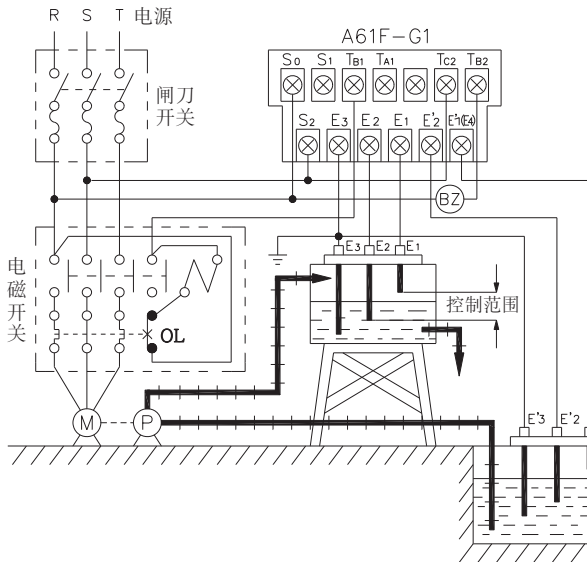 R S T 电源
A61F-G1
S0 S1 TB1 TA1 TC2 TB2
S2 E3 E2 E1 E'2 E'1(E4)
闸刀
开关
BZ
电磁开关
E3 E2 E1
控制范围
OL
M P
E'3 E'2